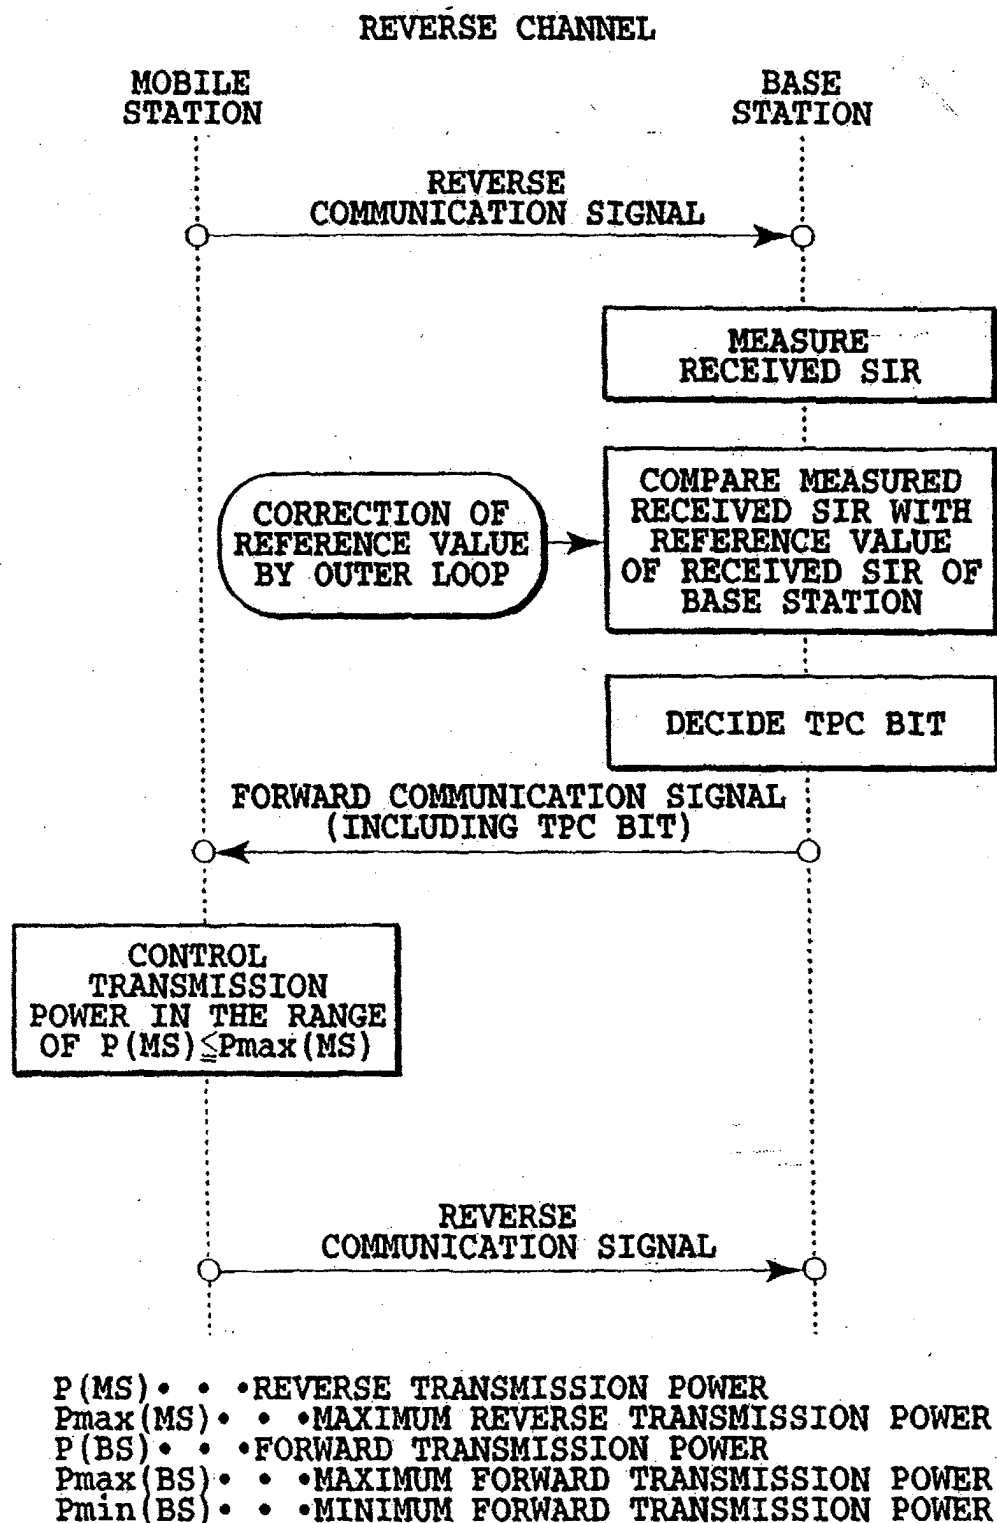 REVERSE CHANNEL
MOBILE
STATION
BASE
STATION
REVERSE
COMMUNICATION SIGNAL
MEASURE
RECEIVED SIR
CORRECTION OF
REFERENCE VALUE
BY OUTER LOOP
COMPARE MEASURED
RECEIVED SIR WITH
REFERENCE VALUE
OF RECEIVED SIR OF
BASE STATION
DECIDE TPC BIT
FORWARD COMMUNICATION SIGNAL
(INCLUDING TPC BIT)
CONTROL
TRANSMISSION
POWER IN THE RANGE
OF P(MS)≦Pmax(MS)
REVERSE
COMMUNICATION SIGNAL
P(MS)• • •REVERSE TRANSMISSION POWER
Pmax(MS)• • •MAXIMUM REVERSE TRANSMISSION POWER
P(BS)• • •FORWARD TRANSMISSION POWER
Pmax(BS)• • •MAXIMUM FORWARD TRANSMISSION POWER
Pmin(BS)• • •MINIMUM FORWARD TRANSMISSION POWER